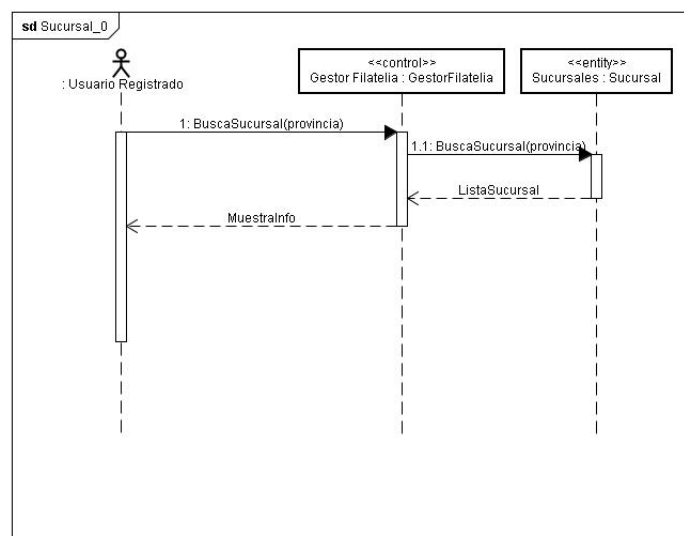 sd Sucursal_0
: Usuario Registrado
<<control>>
Gestor Filatelia : GestorFilatelia
<<entity>>
Sucursales : Sucursal
1: BuscaSucursal(provincia)
1.1: BuscaSucursal(provincia)
ListaSucursal
MuestraInfo